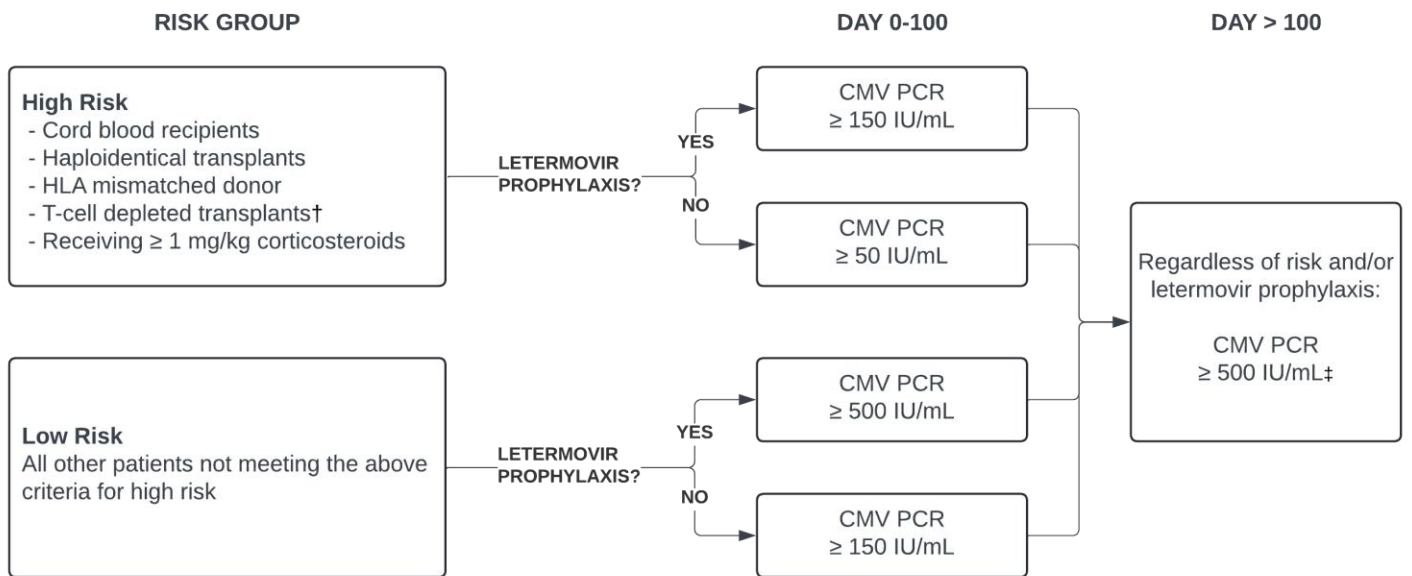 RISK GROUP
DAY 0-100
DAY > 100
High Risk
- Cord blood recipients
- Haploidentical transplants
- HLA mismatched donor
- T-cell depleted transplants†
- Receiving ≥ 1 mg/kg corticosteroids
LETERMOVIR
PROPHYLAXIS?
YES
NO
CMV PCR
≥ 150 IU/mL
CMV PCR
≥ 50 IU/mL
Low Risk
All other patients not meeting the above
criteria for high risk
LETERMOVIR
PROPHYLAXIS?
YES
NO
CMV PCR
≥ 500 IU/mL
CMV PCR
≥ 150 IU/mL
Regardless of risk and/or
letermovir prophylaxis:
CMV PCR
≥ 500 IU/mL‡